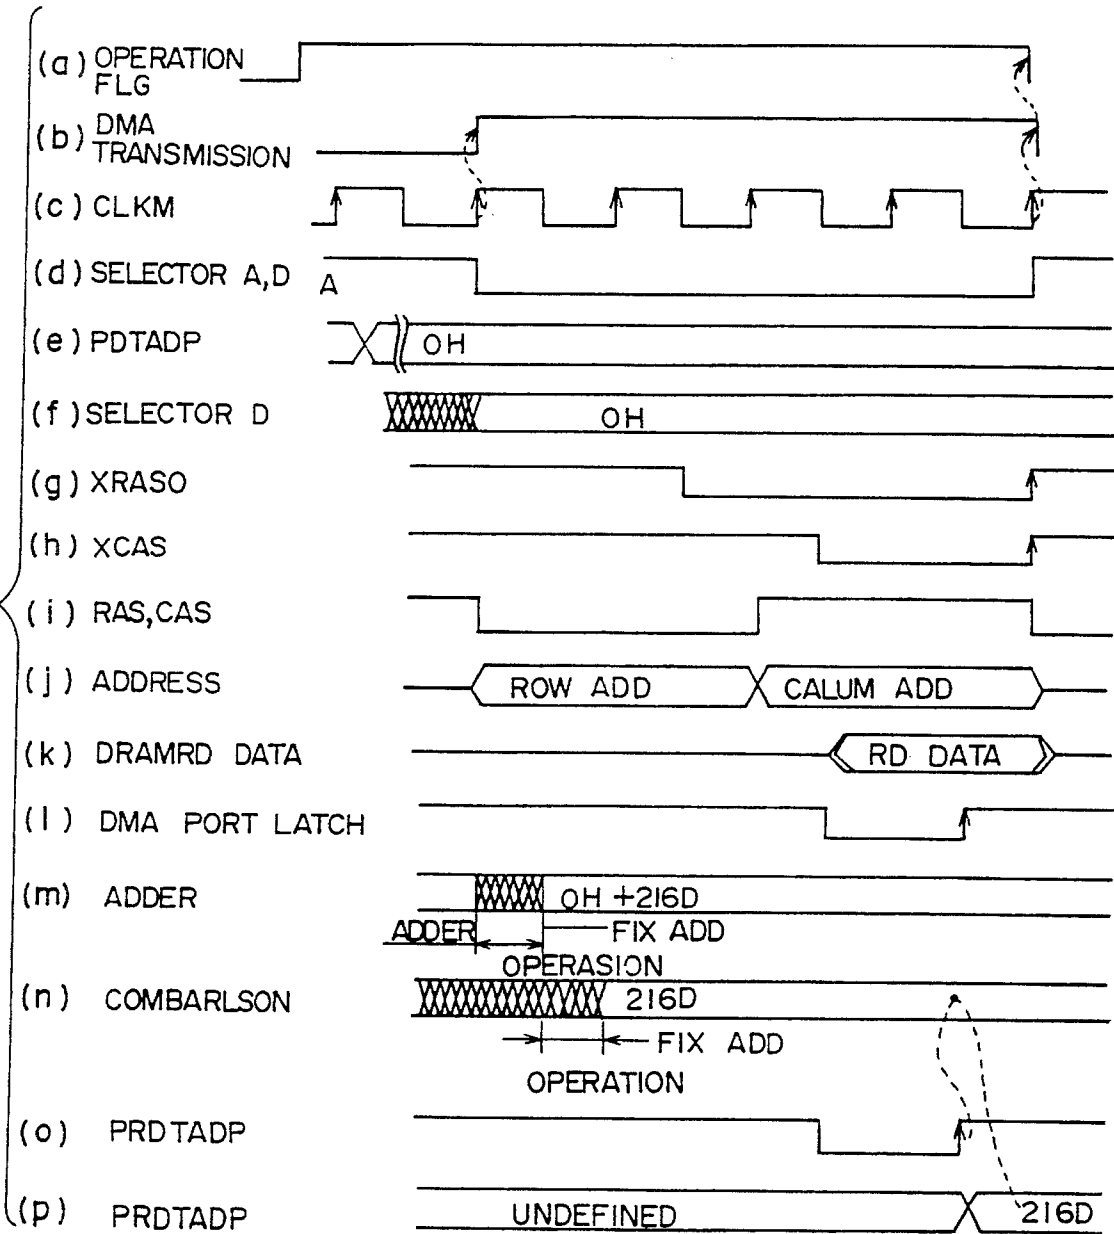 (a) OPERATION
FLG
(b) DMA
TRANSMISSION
(c) CLKM
(d) SELECTOR A,D A
(e) PDTADP OH
(f) SELECTOR D OH
(g) XRASO
(h) XCAS
(i) RAS,CAS
(j) ADDRESS ROW ADD CALUM ADD
(k) DRAMRD DATA RD DATA
(l) DMA PORT LATCH
(m) ADDER OH +216D
ADDER FIX ADD
OPERASION
(n) COMBARLSON 216D
FIX ADD
OPERATION
(o) PRDTADP
(p) PRDTADP UNDEFINED 216D